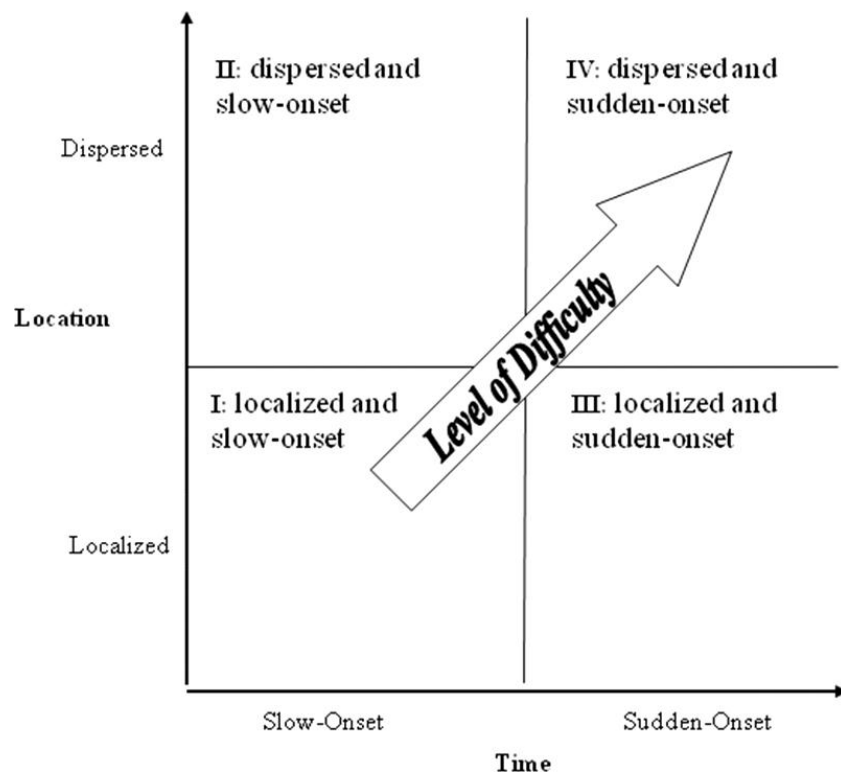 II: dispersed and
slow-onset
IV: dispersed and
sudden-onset
Dispersed
Location
Level of Difficulty
I: localized and
slow-onset
III: localized and
sudden-onset
Localized
Slow-Onset
Sudden-Onset
Time